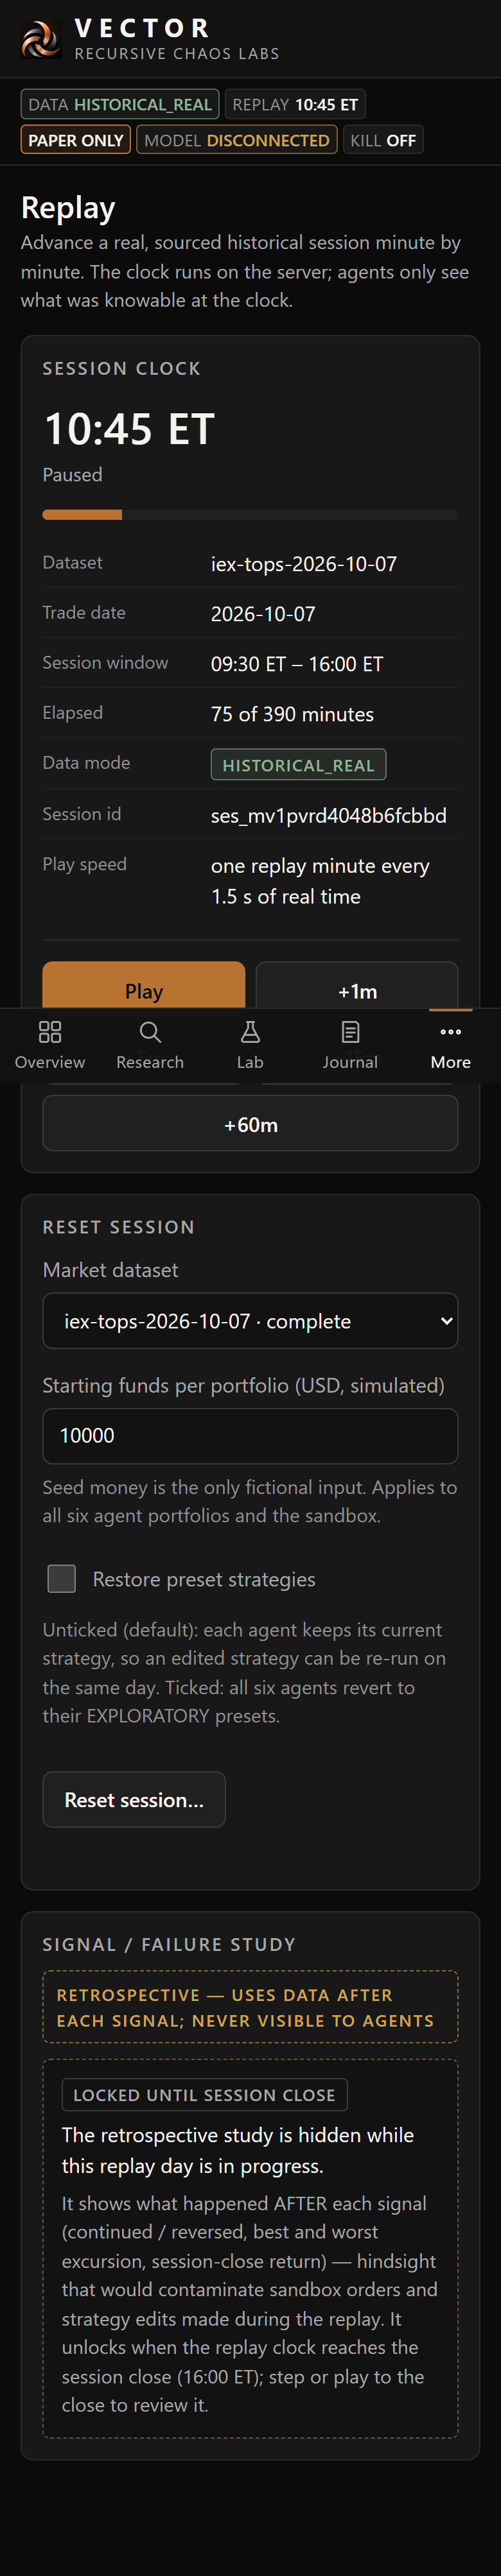 VECTOR
RECURSIVE CHAOS LABS
DATA HISTORICAL_REAL
REPLAY 10:45 ET
PAPER ONLY
MODEL DISCONNECTED
KILL OFF
Replay
Advance a real, sourced historical session minute by
minute. The clock runs on the server; agents only see
what was knowable at the clock.
SESSION CLOCK
10:45 ET
Paused
Dataset
iex-tops-2026-10-07
Trade date
2026-10-07
Session window
09:30 ET – 16:00 ET
Elapsed
75 of 390 minutes
Data mode
HISTORICAL_REAL
Session id
ses_mv1pvrd4048b6fcbbd
Play speed
one replay minute every
1.5 s of real time
Play
+1m
Overview
Research
Lab
Journal
More
+60m
RESET SESSION
Market dataset
iex-tops-2026-10-07 · complete
Starting funds per portfolio (USD, simulated)
10000
Seed money is the only fictional input. Applies to
all six agent portfolios and the sandbox.
Restore preset strategies
Unticked (default): each agent keeps its current
strategy, so an edited strategy can be re-run on
the same day. Ticked: all six agents revert to
their EXPLORATORY presets.
Reset session…
SIGNAL / FAILURE STUDY
RETROSPECTIVE — USES DATA AFTER
EACH SIGNAL; NEVER VISIBLE TO AGENTS
LOCKED UNTIL SESSION CLOSE
The retrospective study is hidden while
this replay day is in progress.
It shows what happened AFTER each signal
(continued / reversed, best and worst
excursion, session-close return) — hindsight
that would contaminate sandbox orders and
strategy edits made during the replay. It
unlocks when the replay clock reaches the
session close (16:00 ET); step or play to the
close to review it.